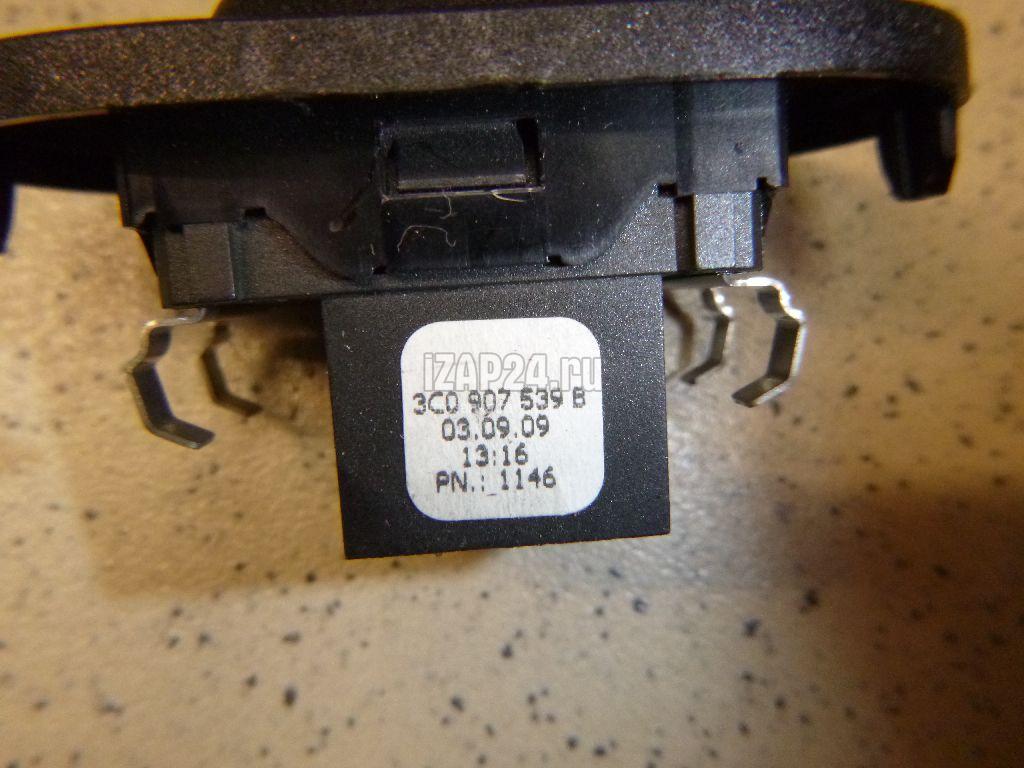 iZAP24.ru
3C0 907 539 B
03.09.09
13:16
PN.: 1146